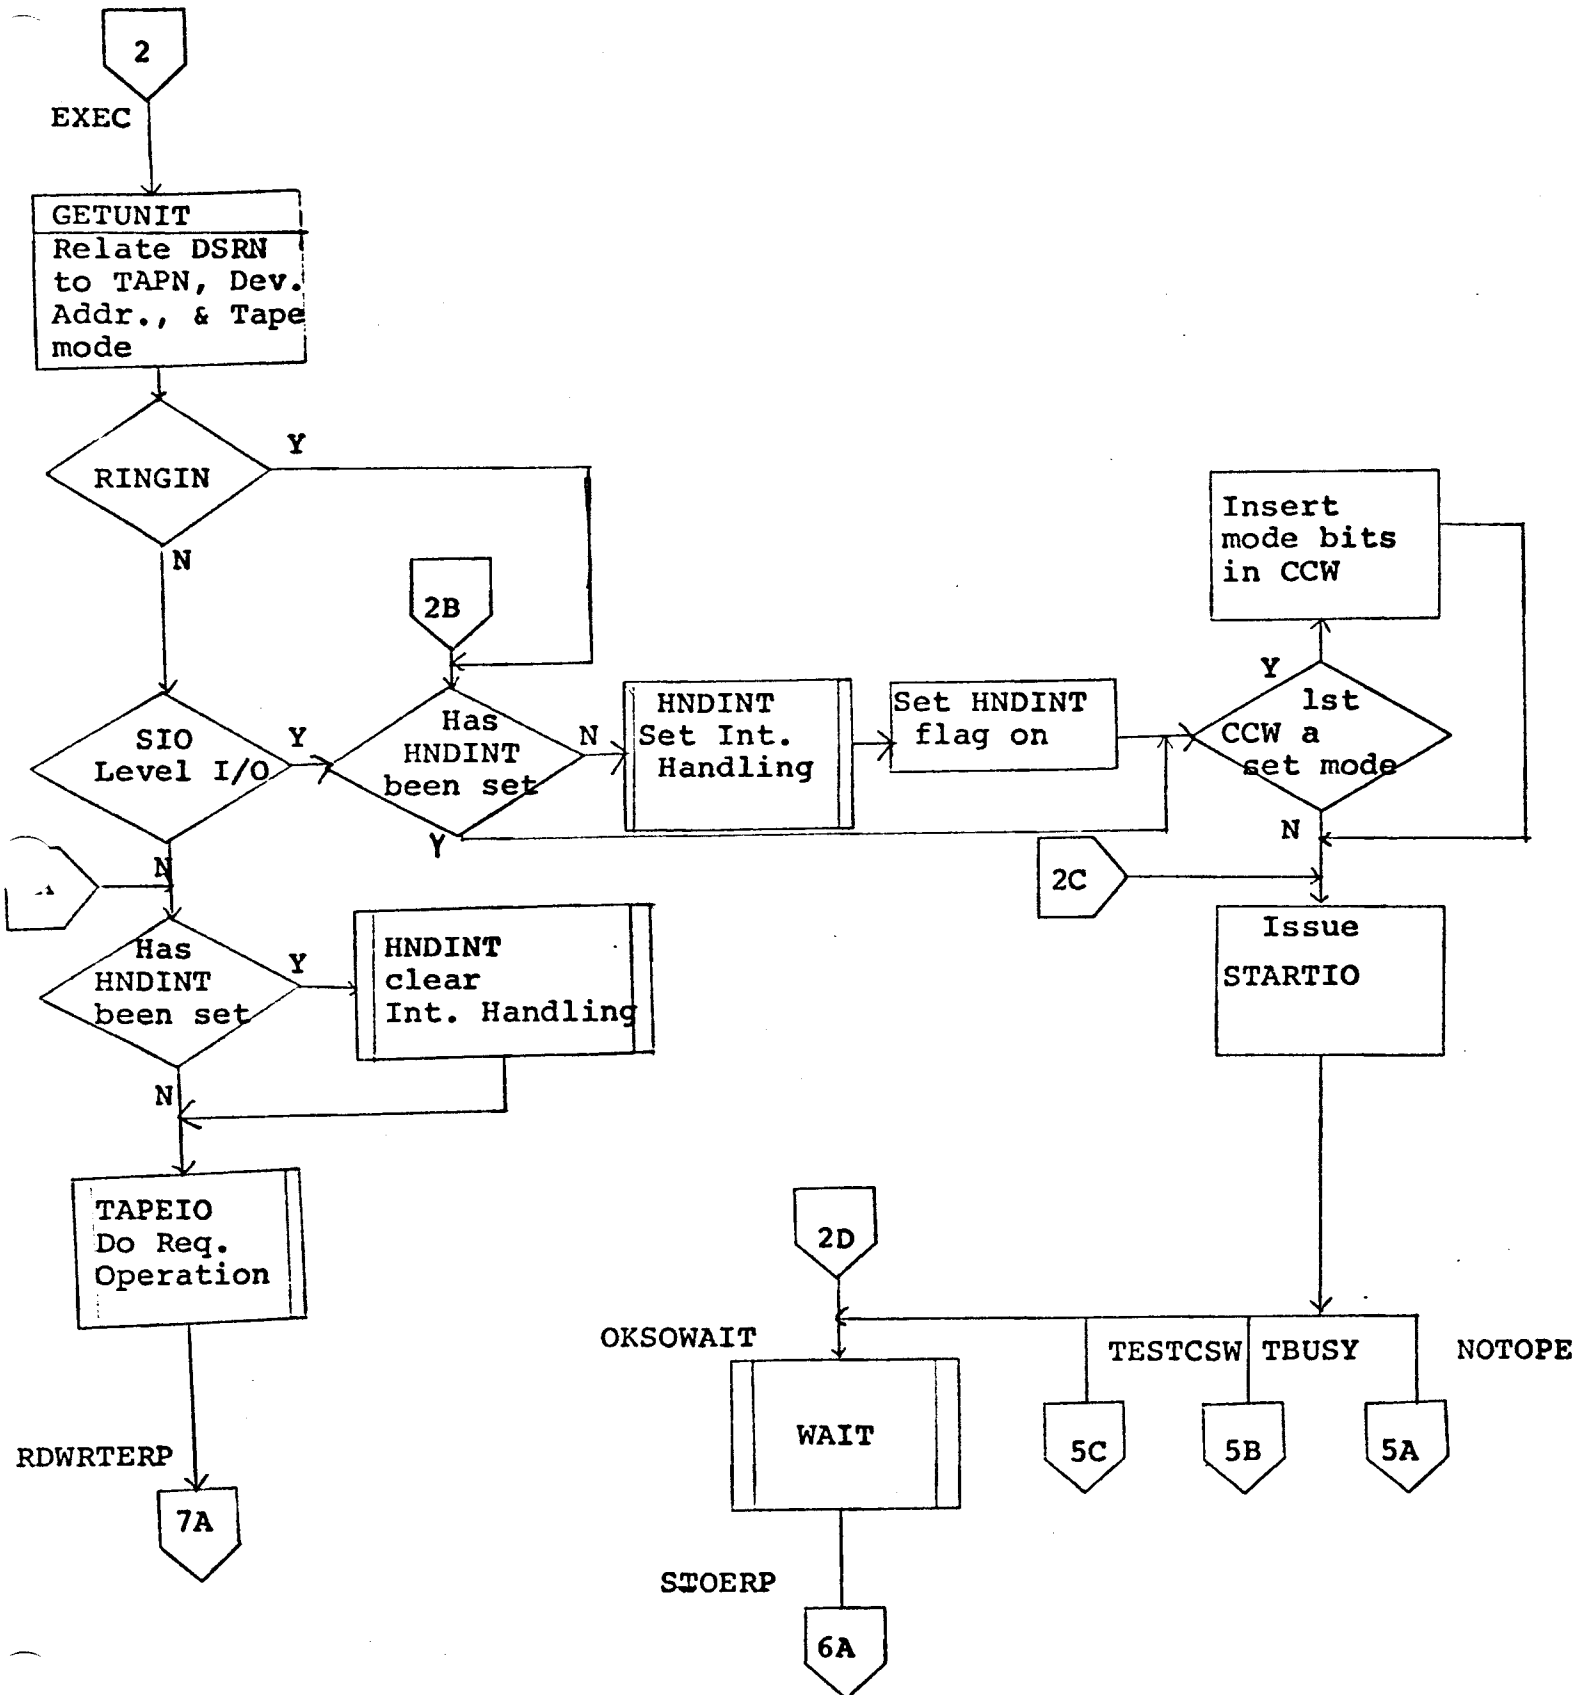 2
EXEC
GETUNIT
Relate DSRN
to TAPN, Dev.
Addr., & Tape
mode
RINGIN
Y
N
2B
SIO
Level I/O
Y
N
Has
HNDINT
been set
N
Y
HNDINT
Set Int.
Handling
Set HNDINT
flag on
1st
CCW a
set mode
Y
N
Insert
mode bits
in CCW
2C
Issue
STARTIO
Has
HNDINT
been set
Y
N
HNDINT
clear
Int. Handling
TAPEIO
Do Req.
Operation
RDWRTERP
7A
2D
OKSOWAIT
WAIT
TESTCSW
TBUSY
NOTOPE
5C
5B
5A
6A